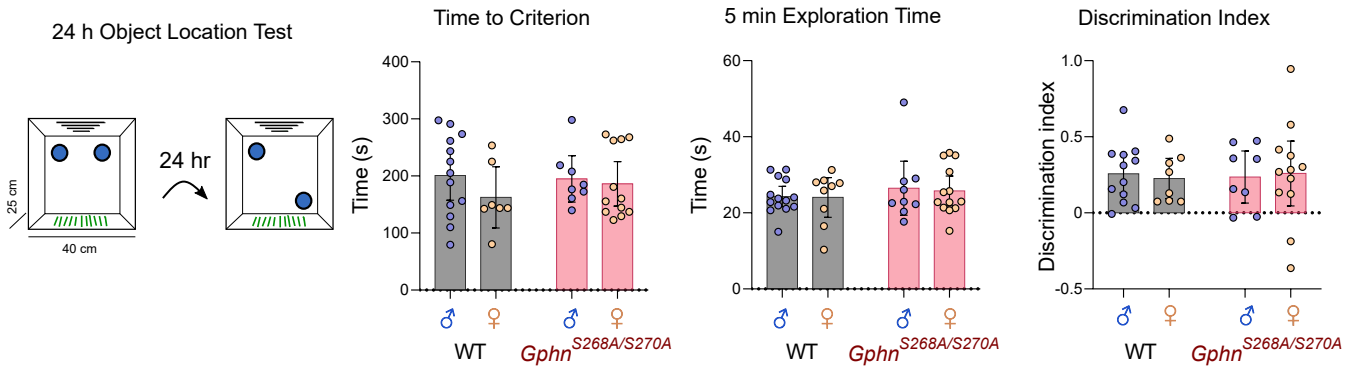 24 h Object Location Test
24 hr
25 cm
40 cm
Time to Criterion
Time (s)
400
300
200
100
0
♂ ♀ ♂ ♀
WT Gphn^S268A/S270A
5 min Exploration Time
Time (s)
60
40
20
0
♂ ♀ ♂ ♀
WT Gphn^S268A/S270A
Discrimination Index
Discrimination index
1.0
0.5
0
-0.5
♂ ♀ ♂ ♀
WT Gphn^S268A/S270A